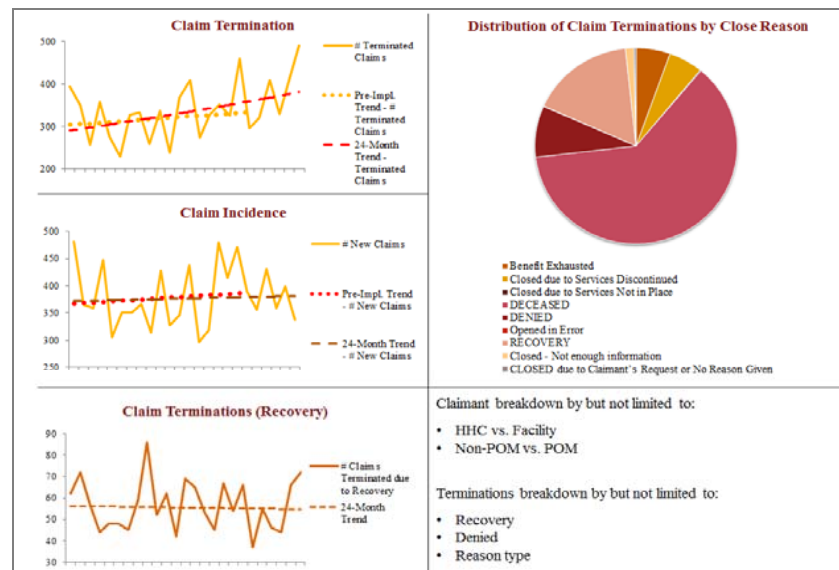 Claim Termination
500
400
300
200
# Terminated
Claims
Pre-Impl.
Trend - #
Terminated
Claims
24-Month
Trend -
Terminated
Claims
Claim Incidence
500
450
400
350
300
250
# New Claims
Pre-Impl. Trend
- # New Claims
24-Month Trend
- # New Claims
Claim Terminations (Recovery)
90
80
70
60
50
40
30
# Claims
Terminated due
to Recovery
24-Month
Trend
Distribution of Claim Terminations by Close Reason
Benefit Exhausted
Closed due to Services Discontinued
Closed due to Services Not in Place
DECEASED
DENIED
Opened in Error
RECOVERY
Closed - Not enough information
CLOSED due to Claimant's Request or No Reason Given
Claimant breakdown by but not limited to:
• HHC vs. Facility
• Non-POM vs. POM
Terminations breakdown by but not limited to:
• Recovery
• Denied
• Reason type